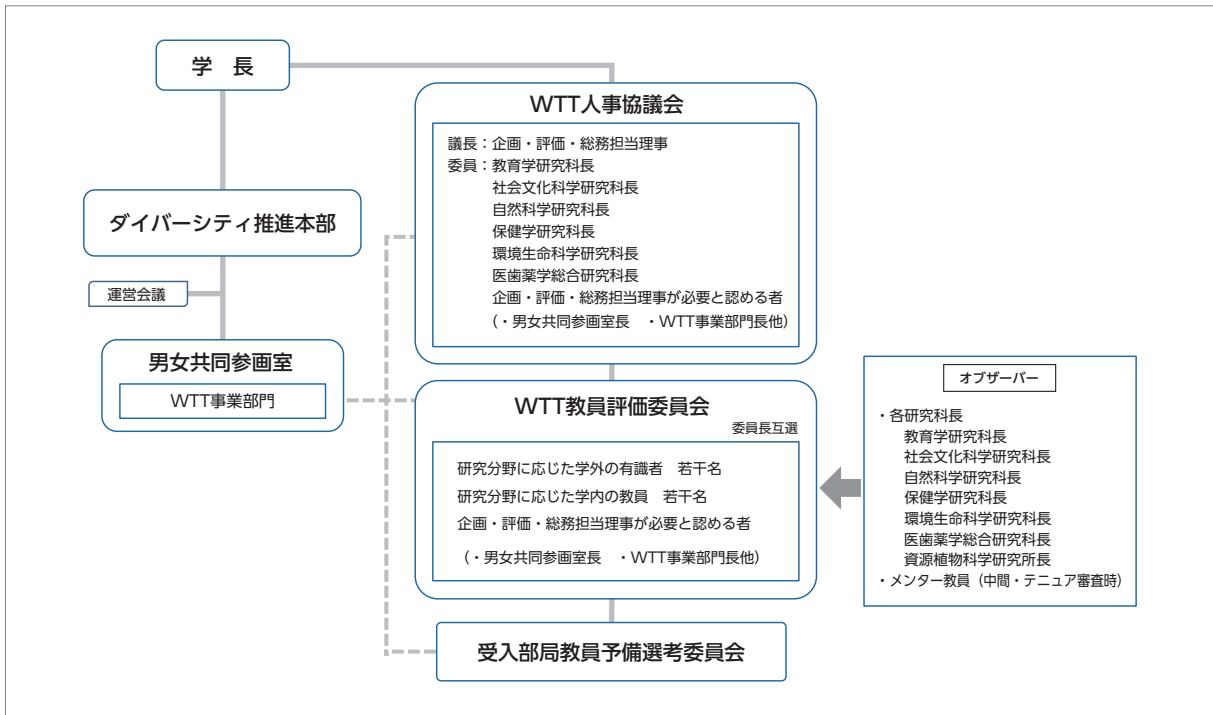 学　長
ダイバーシティ推進本部
運営会議
男女共同参画室
WTT事業部門
WTT人事協議会
議長：企画・評価・総務担当理事
委員：教育学研究科長
社会文化科学研究科長
自然科学研究科長
保健学研究科長
環境生命科学研究科長
医歯薬学総合研究科長
企画・評価・総務担当理事が必要と認める者
（・男女共同参画室長　・WTT事業部門長他）
WTT教員評価委員会
委員長互選
研究分野に応じた学外の有識者　若干名
研究分野に応じた学内の教員　若干名
企画・評価・総務担当理事が必要と認める者
（・男女共同参画室長　・WTT事業部門長他）
受入部局教員予備選考委員会
オブザーバー
・各研究科長
教育学研究科長
社会文化科学研究科長
自然科学研究科長
保健学研究科長
環境生命科学研究科長
医歯薬学総合研究科長
資源植物科学研究所長
・メンター教員（中間・テニュア審査時）